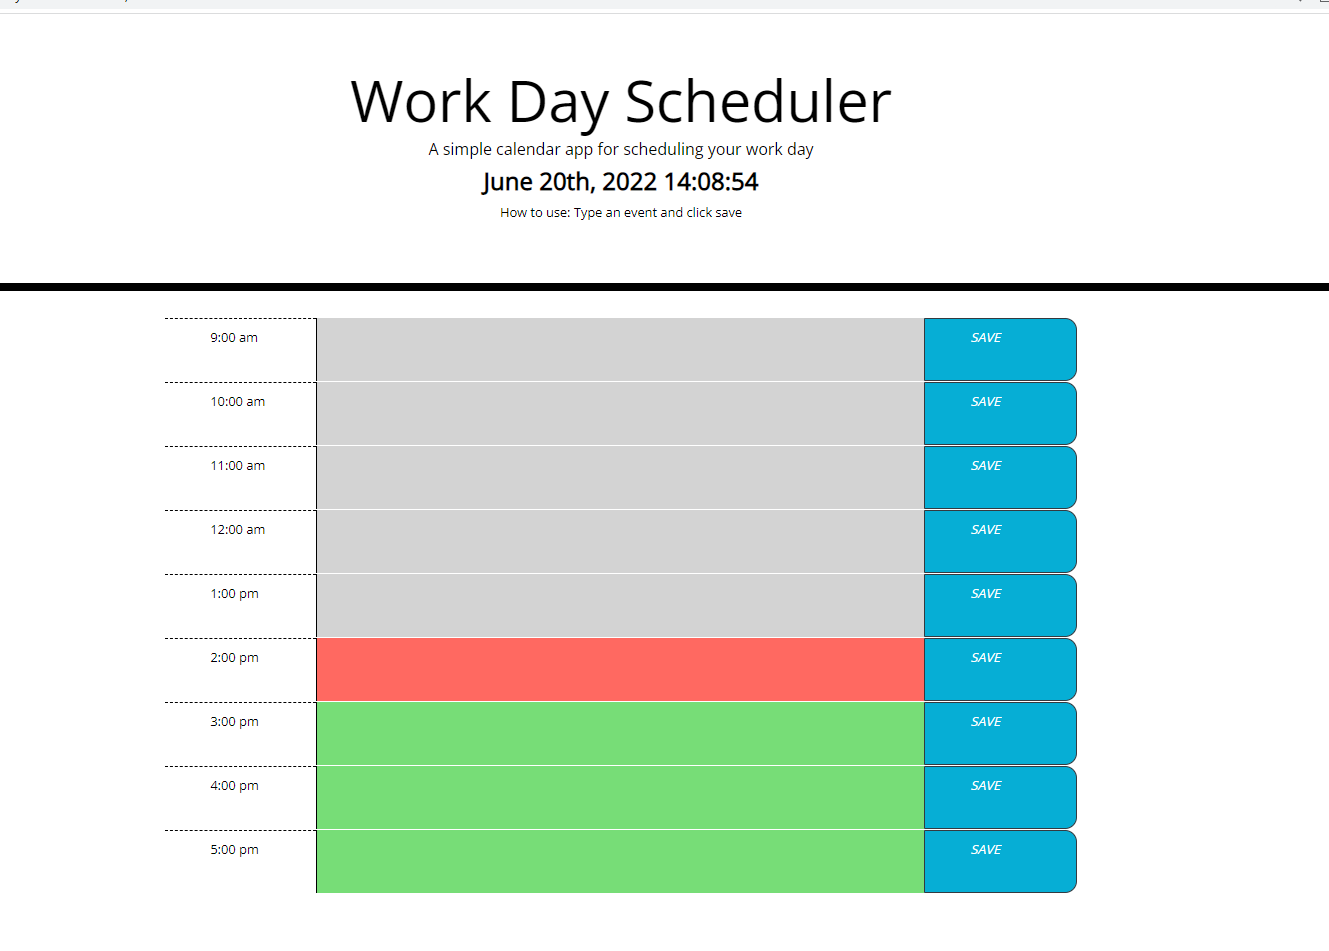 Work Day Scheduler
A simple calendar app for scheduling your work day
June 20th, 2022 14:08:54
How to use: Type an event and click save
9:00 am SAVE
10:00 am SAVE
11:00 am SAVE
12:00 am SAVE
1:00 pm SAVE
2:00 pm SAVE
3:00 pm SAVE
4:00 pm SAVE
5:00 pm SAVE